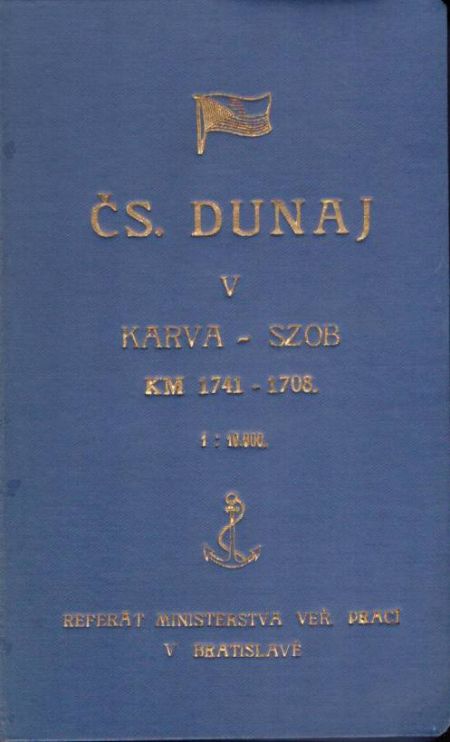 ČS. DUNAJ
V
KARVA - SZOB
KM 1741 - 1708.
1 : 10.000.
REFERÁT MINISTERSTVA VEŘ. PRACÍ
V BRATISLAVĚ